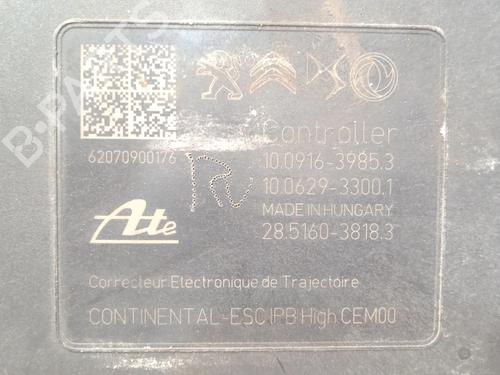 Controller
62070900176
10.0916-3985.3
10.0629-3300.1
MADE IN HUNGARY
28.5160-3818.3
Ate
Correcteur Electronique de Trajectoire
CONTINENTAL-ESC IPB High CEM00
B-PARTS